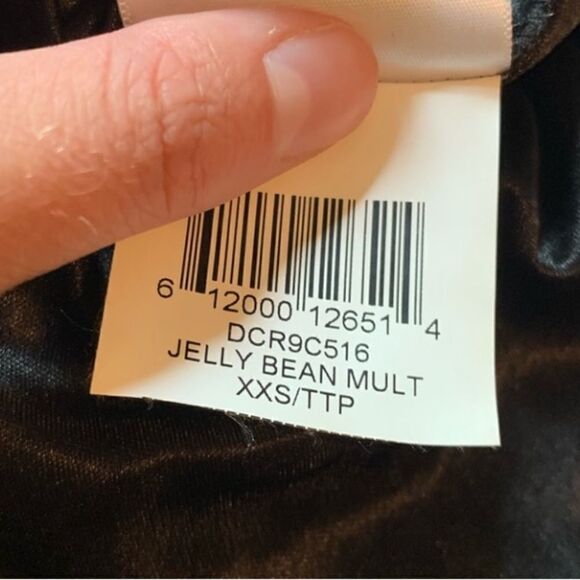 6 12000 12651 4
DCR9C516
JELLY BEAN MULT
XXS/TTP